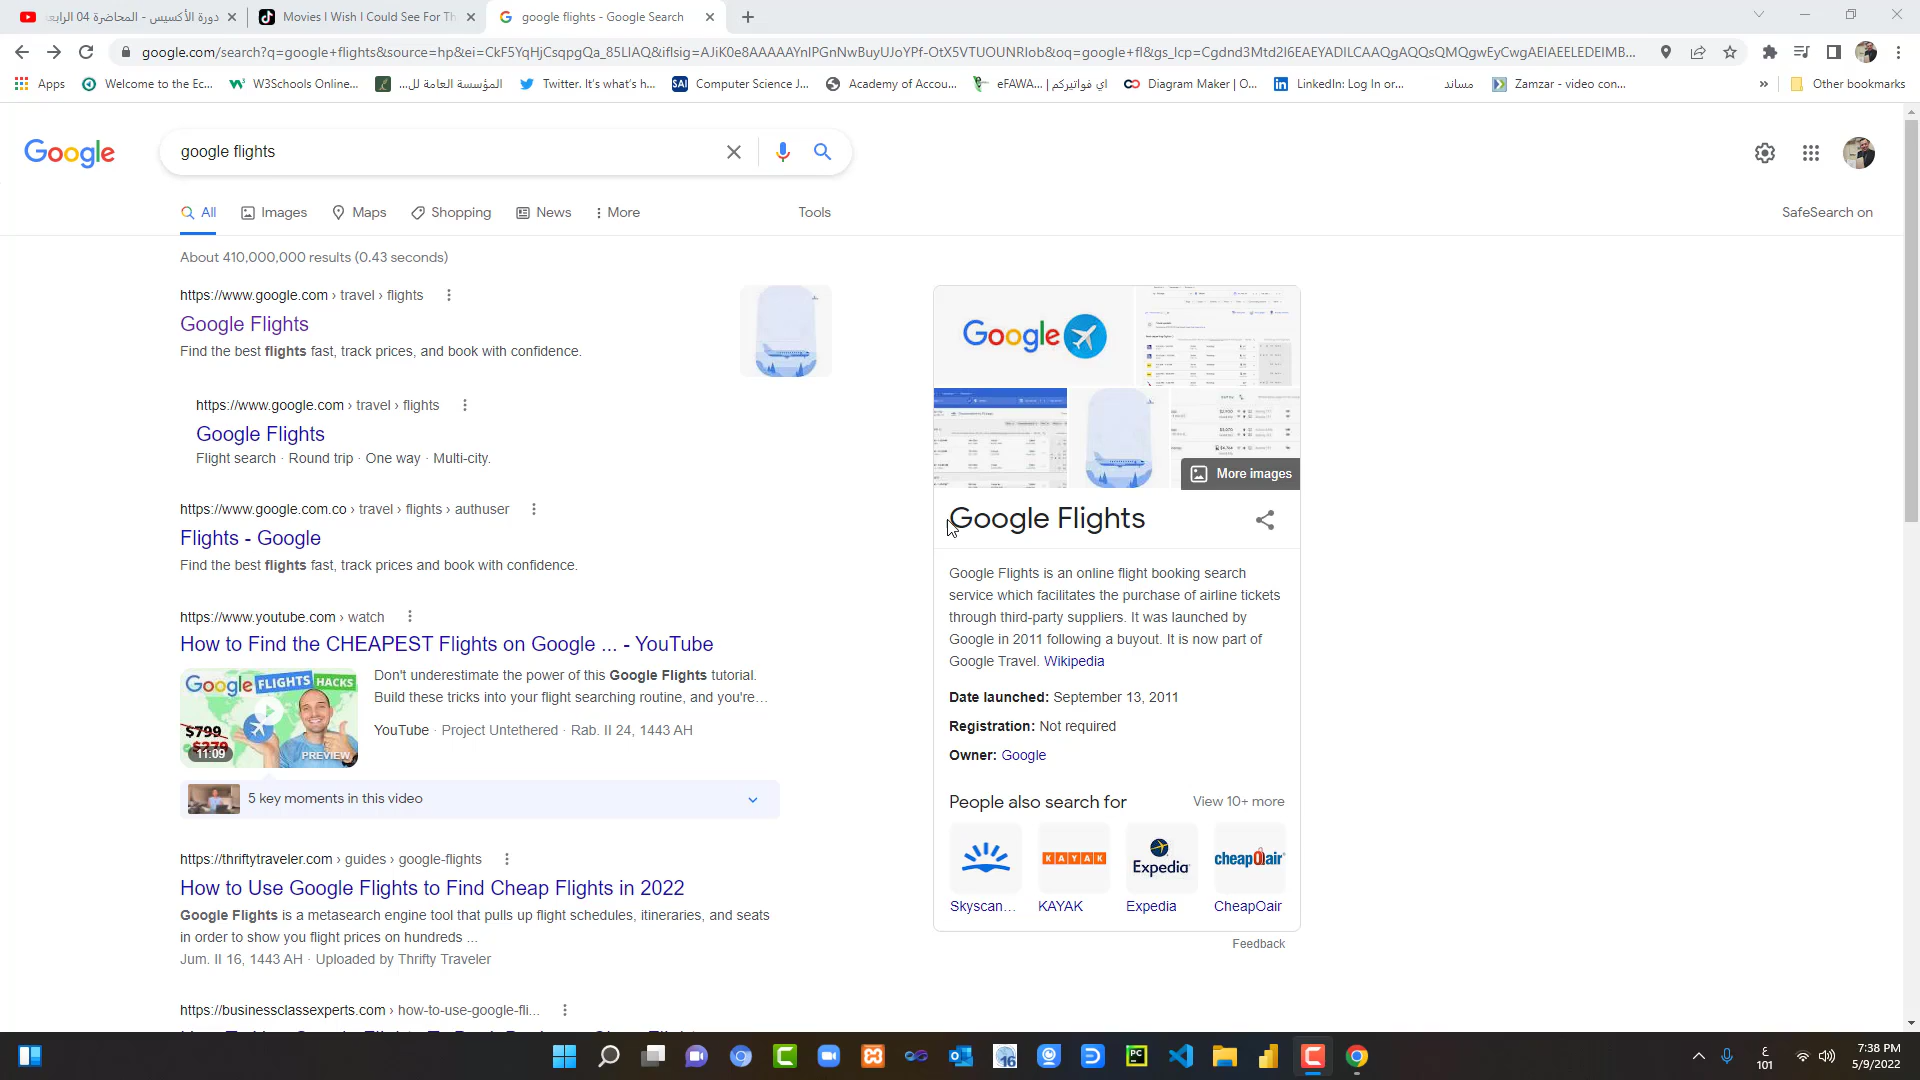 دورة الأكسيس - المحاضرة 04 الرابعـ
Movies I Wish I Could See For Th
google flights - Google Search
google.com/search?q=google+flights&source=hp&ei=CkF5YqHjCsqpgQa_85LIAQ&iflsig=AJiK0e8AAAAAYnlPGnNwBuyUJoYPf-OtX5VTUOUNRIob&oq=google+fl&gs_lcp=Cgdnd3Mtd2l6EAEYADILCAAQgAQQsQMQgwEyCwgAEIAEELEDEIMB...
Apps
Welcome to the Ec...
W3Schools Online...
المؤسسة العامة للـ...
Twitter. It's what's h...
SAI
Computer Science J...
Academy of Accou...
اي فواتيركم | ...eFAWA
Diagram Maker | O...
LinkedIn: Log In or...
مساند
Zamzar - video con...
»
Other bookmarks
Google
google flights
All
Images
Maps
Shopping
News
More
Tools
SafeSearch on
About 410,000,000 results (0.43 seconds)
https://www.google.com › travel › flights
Google Flights
Find the best flights fast, track prices, and book with confidence.
https://www.google.com › travel › flights
Google Flights
Flight search · Round trip · One way · Multi-city.
https://www.google.com.co › travel › flights › authuser
Flights - Google
Find the best flights fast, track prices and book with confidence.
https://www.youtube.com › watch
How to Find the CHEAPEST Flights on Google ... - YouTube
Google FLIGHTS HACKS
$799
$279
11:09
PREVIEW
Don't underestimate the power of this Google Flights tutorial.
Build these tricks into your flight searching routine, and you're...
YouTube · Project Untethered · Rab. II 24, 1443 AH
5 key moments in this video
https://thriftytraveler.com › guides › google-flights
How to Use Google Flights to Find Cheap Flights in 2022
Google Flights is a metasearch engine tool that pulls up flight schedules, itineraries, and seats
in order to show you flight prices on hundreds ...
Jum. II 16, 1443 AH · Uploaded by Thrifty Traveler
https://businessclassexperts.com › how-to-use-google-fli...
Google
More images
Google Flights
Google Flights is an online flight booking search
service which facilitates the purchase of airline tickets
through third-party suppliers. It was launched by
Google in 2011 following a buyout. It is now part of
Google Travel. Wikipedia
Date launched: September 13, 2011
Registration: Not required
Owner: Google
People also search for
View 10+ more
KAYAK
Expedia
cheapOair
Skyscan...
KAYAK
Expedia
CheapOair
Feedback
16
PC
ع
101
7:38 PM
5/9/2022